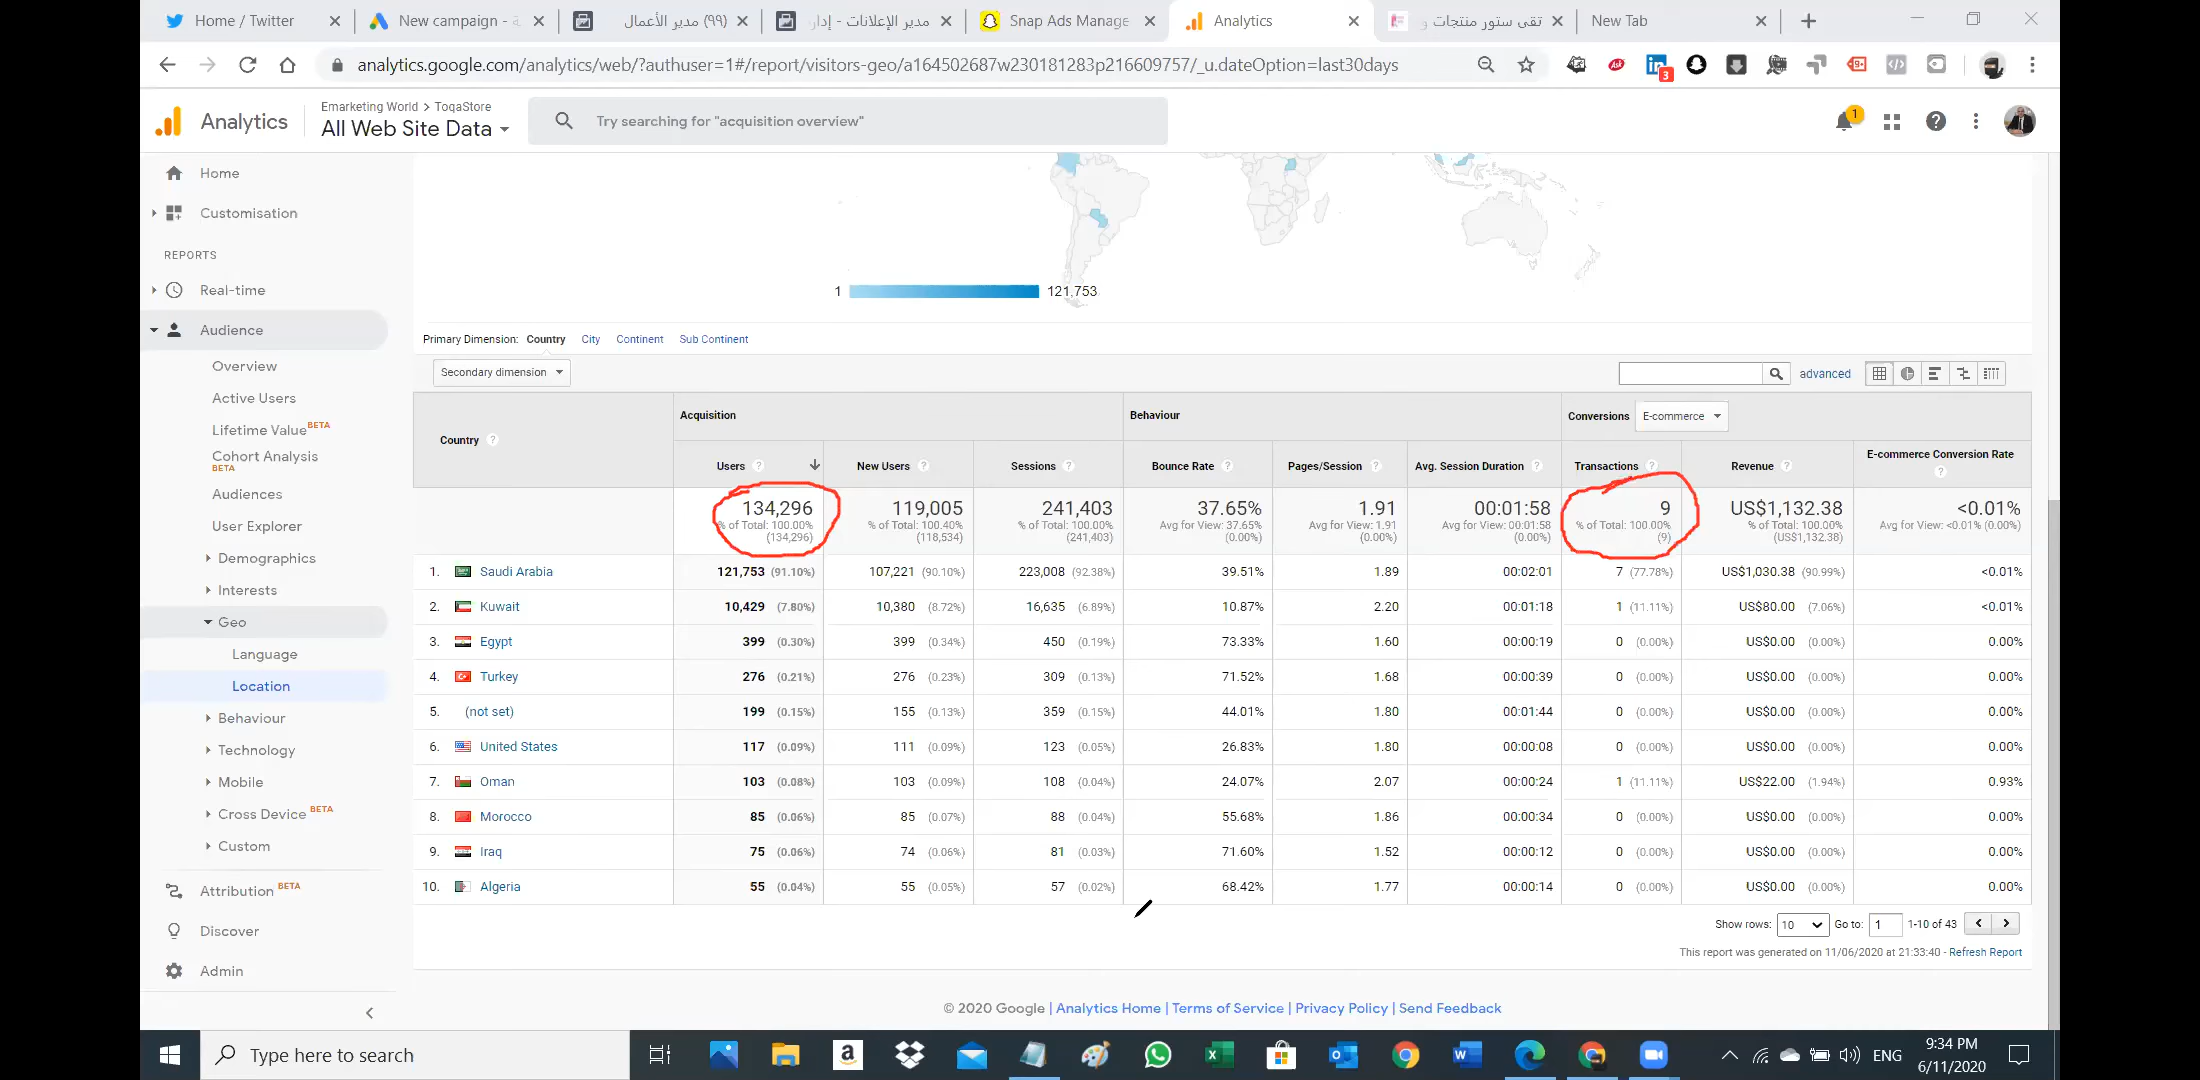 Home / Twitter
New campaign - ة
(٩٩) مدير الأعمال
مدير الإعلانات - إدار
Snap Ads Manage
Analytics
تقى ستور منتجات و
New Tab
analytics.google.com/analytics/web/?authuser=1#/report/visitors-geo/a164502687w230181283p216609757/_u.dateOption=last30days
3
Analytics
Emarketing World > ToqaStore
All Web Site Data
Try searching for "acquisition overview"
1
Home
Customisation
REPORTS
Real-time
Audience
Overview
Active Users
Lifetime Value BETA
Cohort Analysis
BETA
Audiences
User Explorer
Demographics
Interests
Geo
Language
Location
Behaviour
Technology
Mobile
Cross Device BETA
Custom
Attribution BETA
Discover
Admin
1 121,753
Primary Dimension: Country City Continent Sub Continent
Secondary dimension
advanced
Country
Acquisition Behaviour Conversions E-commerce
Users New Users Sessions Bounce Rate Pages/Session Avg. Session Duration Transactions Revenue E-commerce Conversion Rate
134,296 119,005 241,403 37.65% 1.91 00:01:58 9 US$1,132.38 <0.01%
% of Total: 100.00% % of Total: 100.40% % of Total: 100.00% Avg for View: 37.65% Avg for View: 1.91 Avg for View: 00:01:58 % of Total: 100.00% % of Total: 100.00% Avg for View: <0.01% (0.00%)
(134,296) (118,534) (241,403) (0.00%) (0.00%) (0.00%) (9) (US$1,132.38)
1. Saudi Arabia 121,753 (91.10%) 107,221 (90.10%) 223,008 (92.38%) 39.51% 1.89 00:02:01 7 (77.78%) US$1,030.38 (90.99%) <0.01%
2. Kuwait 10,429 (7.80%) 10,380 (8.72%) 16,635 (6.89%) 10.87% 2.20 00:01:18 1 (11.11%) US$80.00 (7.06%) <0.01%
3. Egypt 399 (0.30%) 399 (0.34%) 450 (0.19%) 73.33% 1.60 00:00:19 0 (0.00%) US$0.00 (0.00%) 0.00%
4. Turkey 276 (0.21%) 276 (0.23%) 309 (0.13%) 71.52% 1.68 00:00:39 0 (0.00%) US$0.00 (0.00%) 0.00%
5. (not set) 199 (0.15%) 155 (0.13%) 359 (0.15%) 44.01% 1.80 00:01:44 0 (0.00%) US$0.00 (0.00%) 0.00%
6. United States 117 (0.09%) 111 (0.09%) 123 (0.05%) 26.83% 1.80 00:00:08 0 (0.00%) US$0.00 (0.00%) 0.00%
7. Oman 103 (0.08%) 103 (0.09%) 108 (0.04%) 24.07% 2.07 00:00:24 1 (11.11%) US$22.00 (1.94%) 0.93%
8. Morocco 85 (0.06%) 85 (0.07%) 88 (0.04%) 55.68% 1.86 00:00:34 0 (0.00%) US$0.00 (0.00%) 0.00%
9. Iraq 75 (0.06%) 74 (0.06%) 81 (0.03%) 71.60% 1.52 00:00:12 0 (0.00%) US$0.00 (0.00%) 0.00%
10. Algeria 55 (0.04%) 55 (0.05%) 57 (0.02%) 68.42% 1.77 00:00:14 0 (0.00%) US$0.00 (0.00%) 0.00%
Show rows: 10 Go to: 1 1-10 of 43
This report was generated on 11/06/2020 at 21:33:40 - Refresh Report
© 2020 Google | Analytics Home | Terms of Service | Privacy Policy | Send Feedback
Type here to search
ENG
9:34 PM
6/11/2020